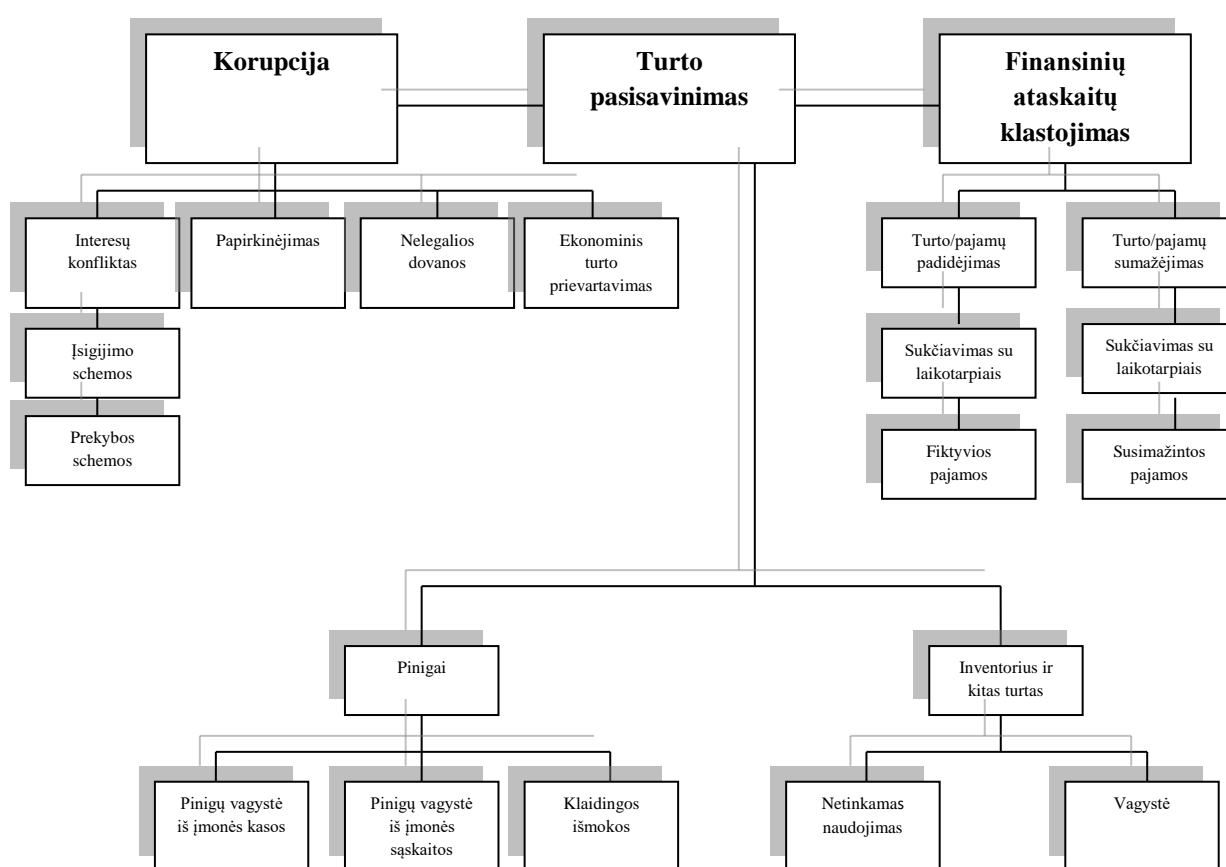 Korupcija
Turto
pasisavinimas
Finansinių
ataskaitų
klastojimas
Interesų
konfliktas
Papirkinėjimas
Nelegalios
dovanos
Ekonominis
turto
prievartavimas
Turto/pajamų
padidėjimas
Turto/pajamų
sumažėjimas
Įsigijimo
schemos
Sukčiavimas su
laikotarpiais
Sukčiavimas su
laikotarpiais
Prekybos
schemos
Fiktyvios
pajamos
Susimažintos
pajamos
Pinigai
Inventorius ir
kitas turtas
Pinigų vagystė
iš įmonės kasos
Pinigų vagystė
iš įmonės
sąskaitos
Klaidingos
išmokos
Netinkamas
naudojimas
Vagystė